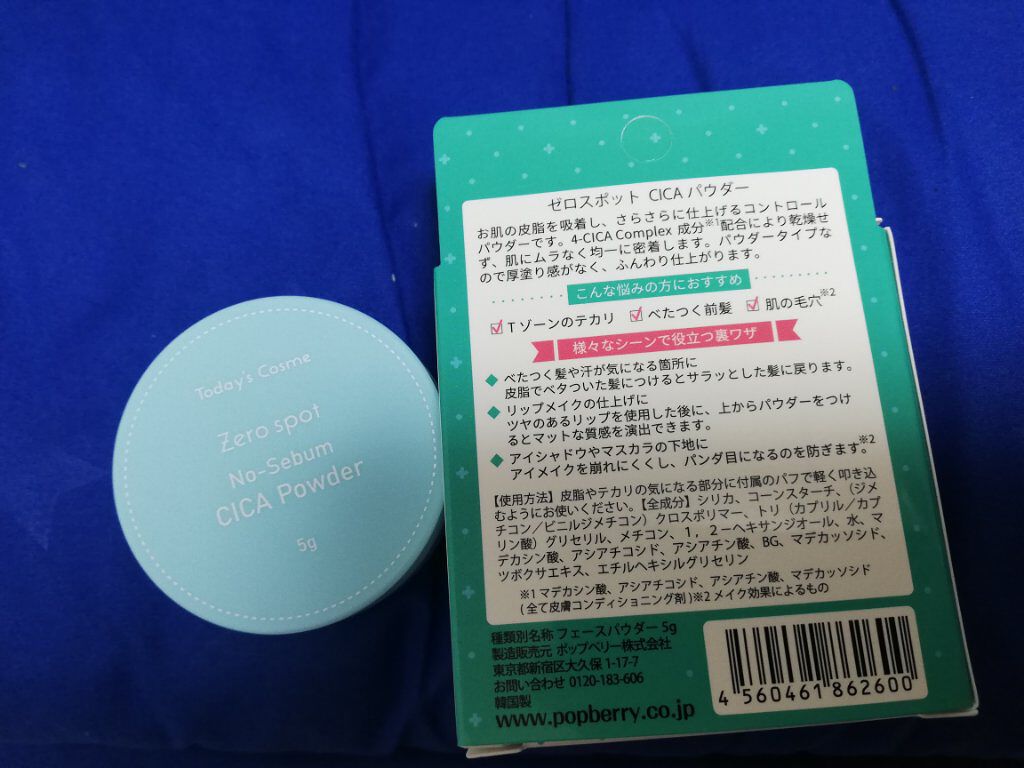 Today's Cosme
Zero spot
No-Sebum
CICA Powder
5g
ゼロスポット CICA パウダー
お肌の皮脂を吸着し、さらさらに仕上げるコントロール
パウダーです。4-CICA Complex 成分※1配合により乾燥せ
ず、肌にムラなく均一に密着します。パウダータイプな
ので厚塗り感がなく、ふんわり仕上がります。
こんな悩みの方におすすめ
Tゾーンのテカリ べたつく前髪 肌の毛穴※2
様々なシーンで役立つ裏ワザ
べたつく髪や汗が気になる箇所に
皮脂でベタついた髪につけるとサラッとした髪に戻ります。
リップメイクの仕上げに
ツヤのあるリップを使用した後に、上からパウダーをつけ
るとマットな質感を演出できます。
アイシャドウやマスカラの下地に
アイメイクを崩れにくくし、パンダ目になるのを防ぎます。※2
【使用方法】皮脂やテカリの気になる部分に付属のパフで軽く叩き込
むようにお使いください。【全成分】シリカ、コーンスターチ、（ジメ
チコン／ビニルジメチコン）クロスポリマー、トリ（カプリル／カプ
リン酸）グリセリル、メチコン、１，２－ヘキサンジオール、水、マ
デカシン酸、アシアチコシド、アシアチン酸、BG、マデカッソシド、
ツボクサエキス、エチルヘキシルグリセリン
※1 マデカシン酸、アシアチコシド、アシアチン酸、マデカッソシド
(全て皮膚コンディショニング剤)※2 メイク効果によるもの
種類別名称 フェースパウダー 5g
製造販売元 ポップベリー株式会社
東京都新宿区大久保 1-17-7
お問い合わせ 0120-183-606
韓国製
www.popberry.co.jp
4 560461 862600